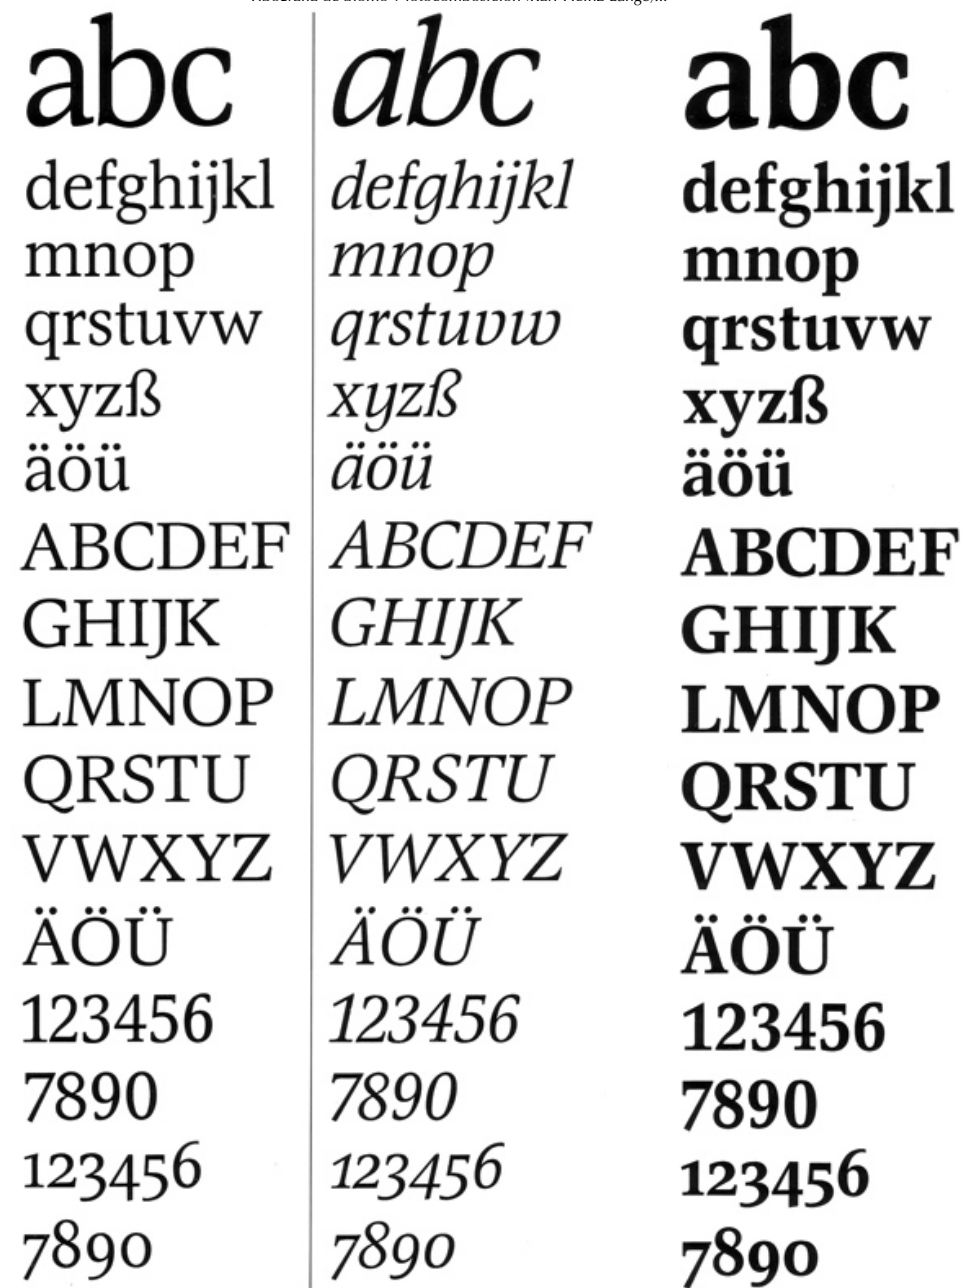 abc
defghijkl
mnop
qrstuvw
xyzß
äöü
ABCDEF
GHIJK
LMNOP
QRSTU
VWXYZ
ÄÖÜ
123456
7890
123456
7890
abc
defghijkl
mnop
qrstuvw
xyzß
äöü
ABCDEF
GHIJK
LMNOP
QRSTU
VWXYZ
ÄÖÜ
123456
7890
123456
7890
abc
defghijkl
mnop
qrstuvw
xyzß
äöü
ABCDEF
GHIJK
LMNOP
QRSTU
VWXYZ
ÄÖÜ
123456
7890
123456
7890